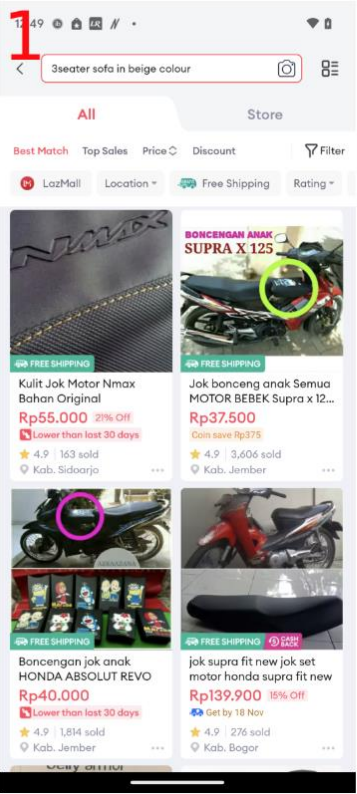 1
12:49
3seater sofa in beige colour
All
Store
Best Match
Top Sales
Price
Discount
Filter
LazMall
Location
Free Shipping
Rating
NMAX
FREE SHIPPING
Kulit Jok Motor Nmax
Bahan Original
Rp55.000 21% Off
Lower than last 30 days
4.9 163 sold
Kab. Sidoarjo
BONCENGAN ANAK
SUPRA X 125
FREE SHIPPING
Jok bonceng anak Semua
MOTOR BEBEK Supra x 12...
Rp37.500
Coin save Rp375
4.9 3,606 sold
Kab. Jember
FREE SHIPPING
Boncengan jok anak
HONDA ABSOLUT REVO
Rp40.000
Lower than last 30 days
4.9 1,814 sold
Kab. Jember
FREE SHIPPING
CASH BACK
jok supra fit new jok set
motor honda supra fit new
Rp139.900 15% Off
Get by 18 Nov
4.9 276 sold
Kab. Bogor